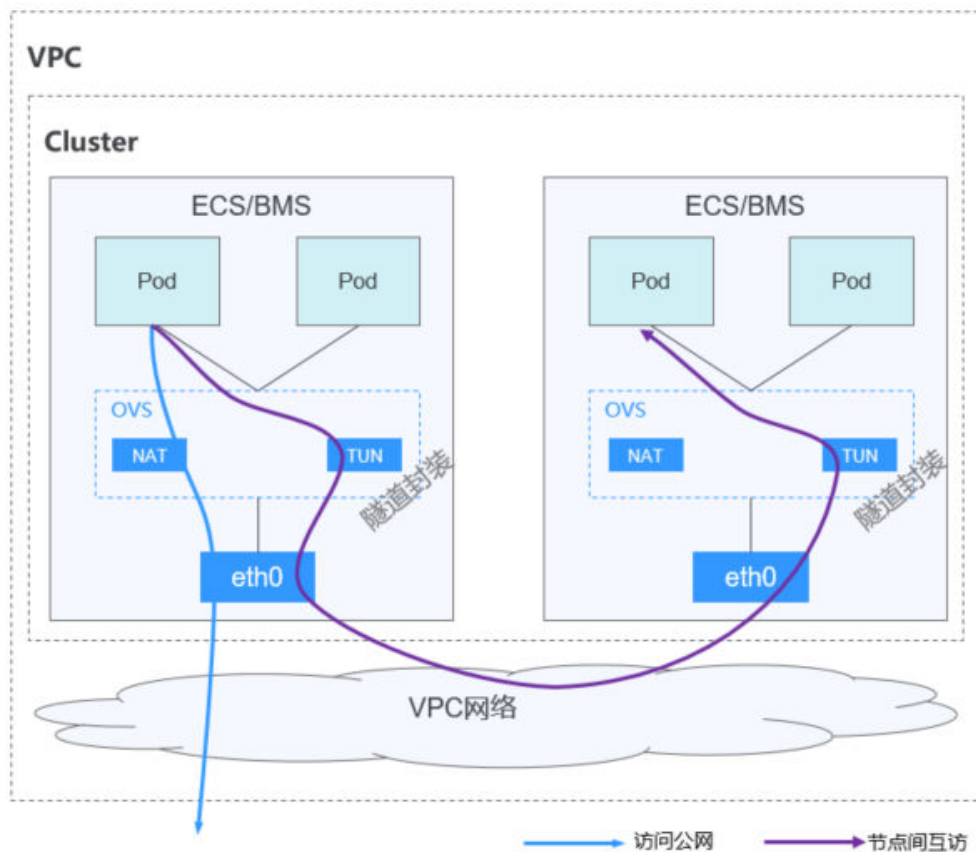 VPC
Cluster
ECS/BMS
ECS/BMS
Pod
Pod
Pod
Pod
OVS
OVS
NAT
TUN
NAT
TUN
隧道封装
隧道封装
eth0
eth0
VPC网络
访问公网
节点间互访